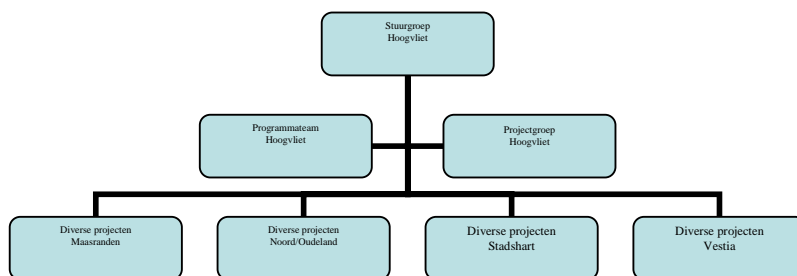 Stuurgroep
Hoogvliet
Programmateam
Hoogvliet
Projectgroep
Hoogvliet
Diverse projecten
Maasranden
Diverse projecten
Noord/Oudeland
Diverse projecten
Stadshart
Diverse projecten
Vestia